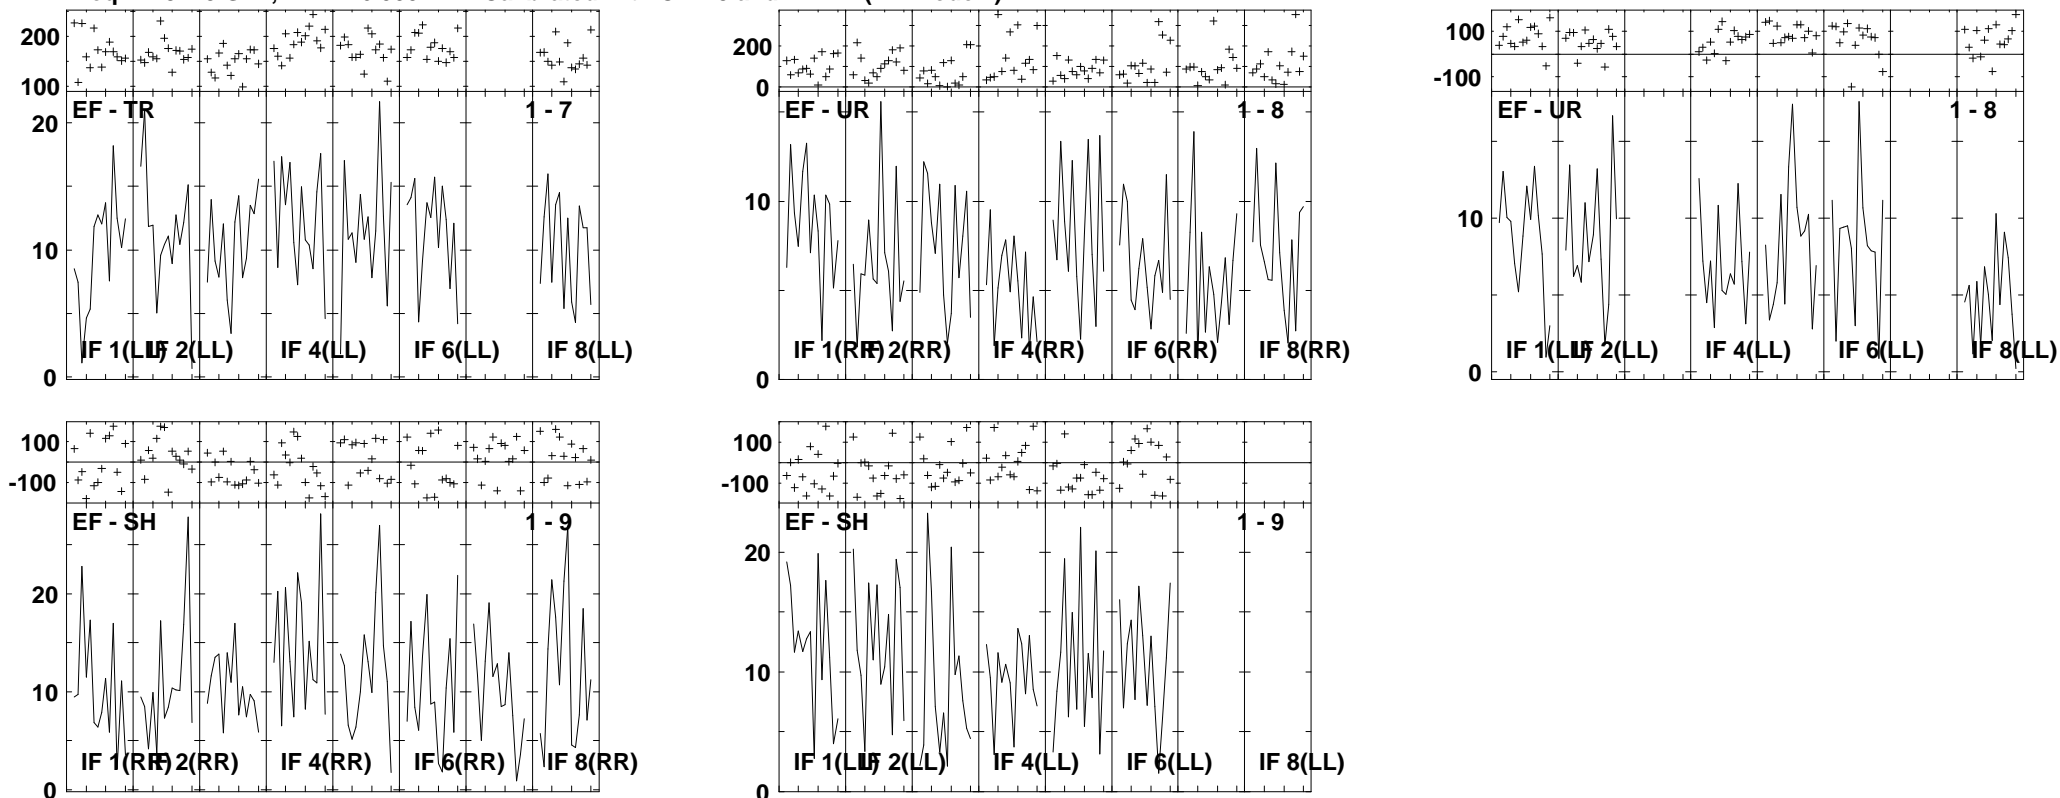 200
100
EF - TR
1 - 7
20
10
0
IF 1(LL)
IF 2(LL)
IF 4(LL)
IF 6(LL)
IF 8(LL)
200
0
EF - UR
1 - 8
10
0
IF 1(RR)
IF 2(RR)
IF 4(RR)
IF 6(RR)
IF 8(RR)
100
-100
EF - UR
1 - 8
10
0
IF 1(LL)
IF 2(LL)
IF 4(LL)
IF 6(LL)
IF 8(LL)
100
-100
EF - SH
1 - 9
20
10
0
IF 1(RR)
IF 2(RR)
IF 4(RR)
IF 6(RR)
IF 8(RR)
100
-100
EF - SH
1 - 9
20
10
0
IF 1(LL)
IF 2(LL)
IF 4(LL)
IF 6(LL)
IF 8(LL)